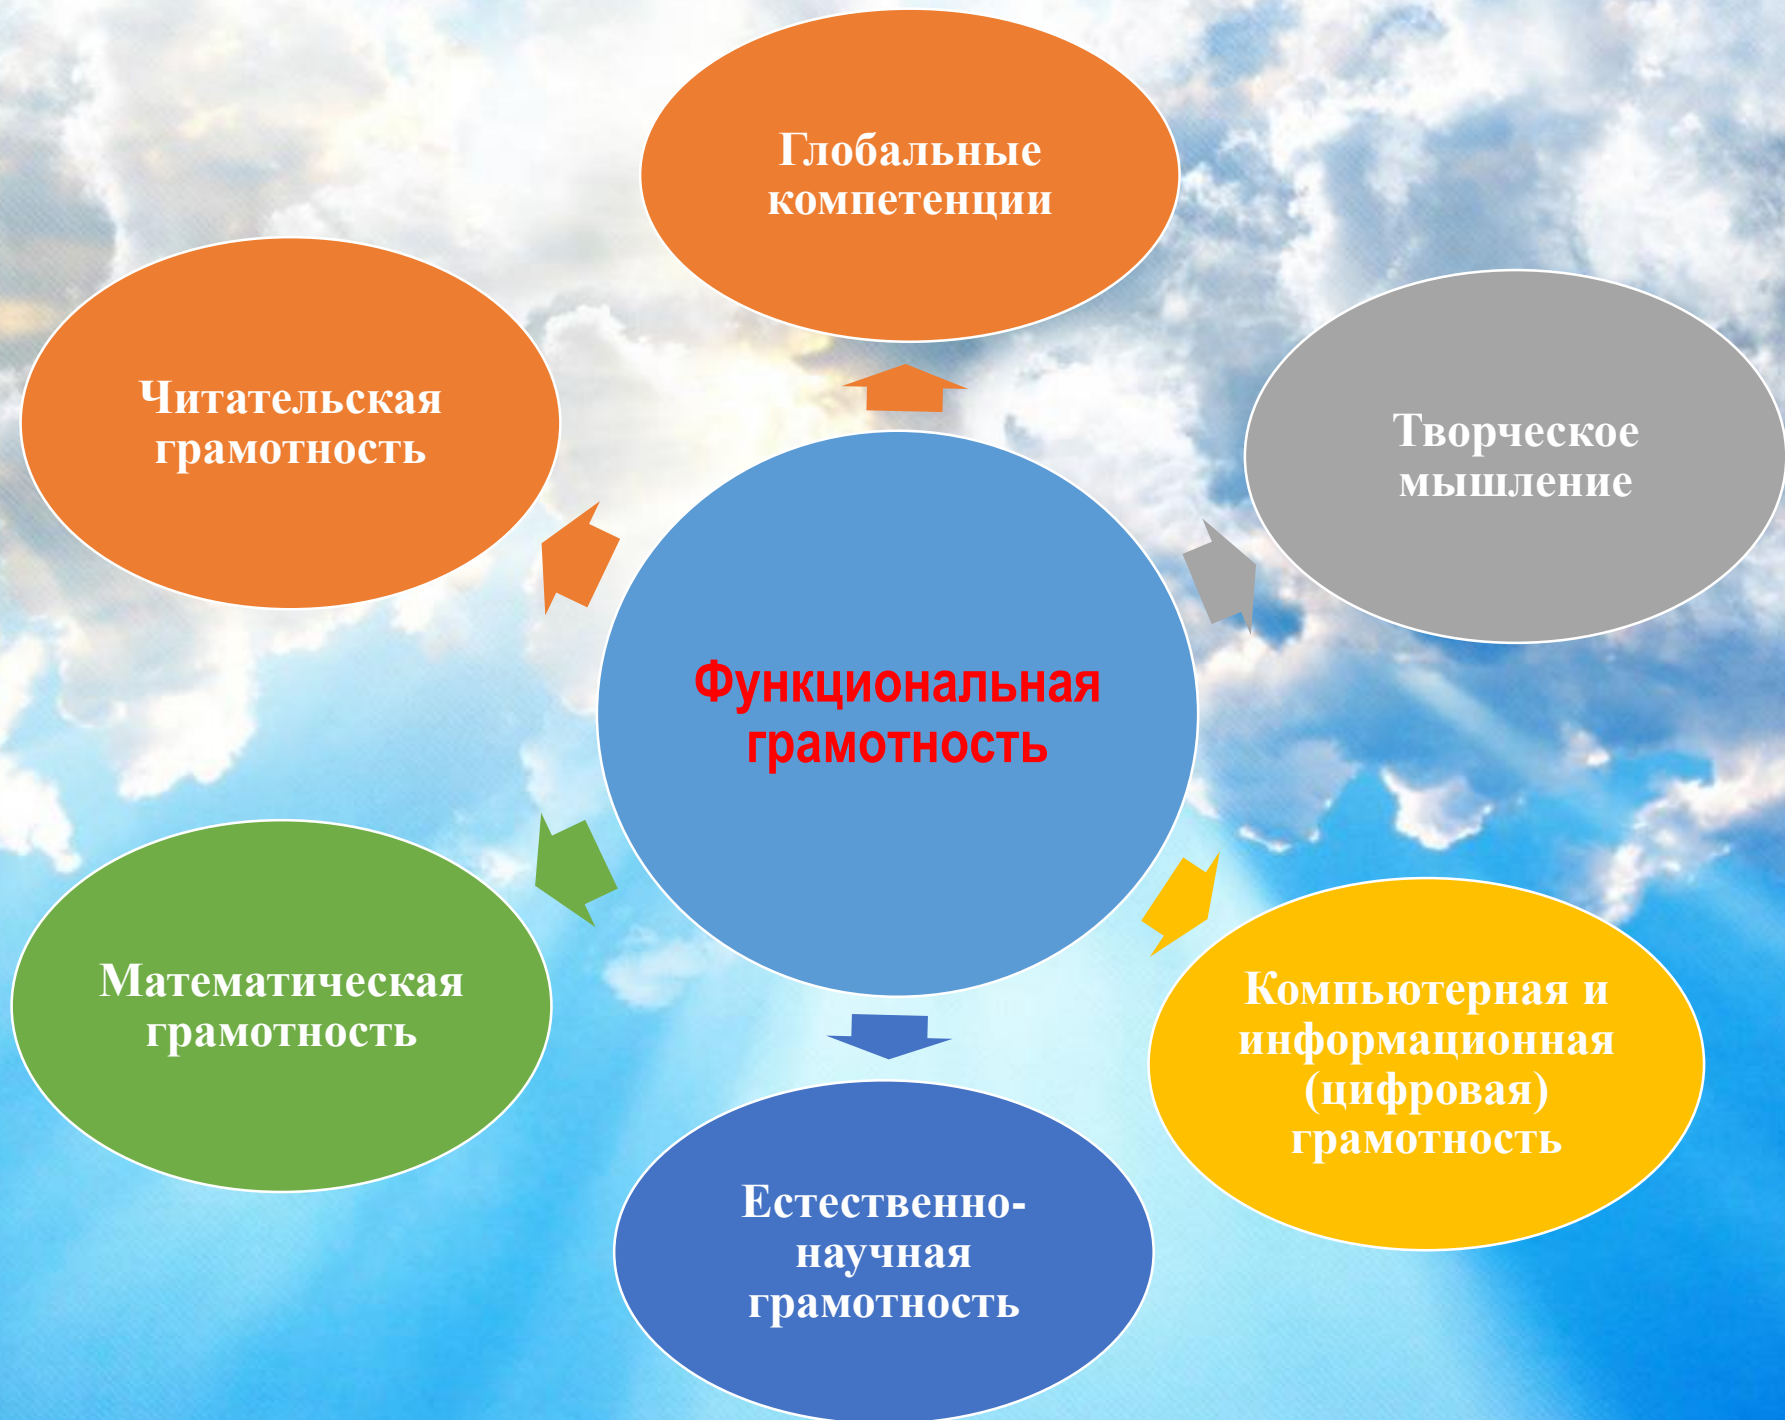 Глобальные
компетенции
Читательская
грамотность
Творческое
мышление
Функциональная
грамотность
Математическая
грамотность
Компьютерная и
информационная
(цифровая)
грамотность
Естественно-
научная
грамотность